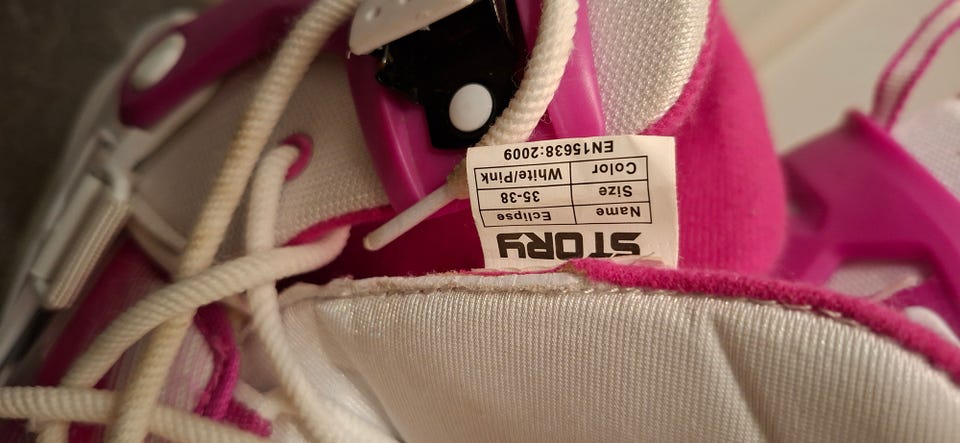 STORY
Name Eclipse
Size 35-38
Color White/Pink
EN15638:2009